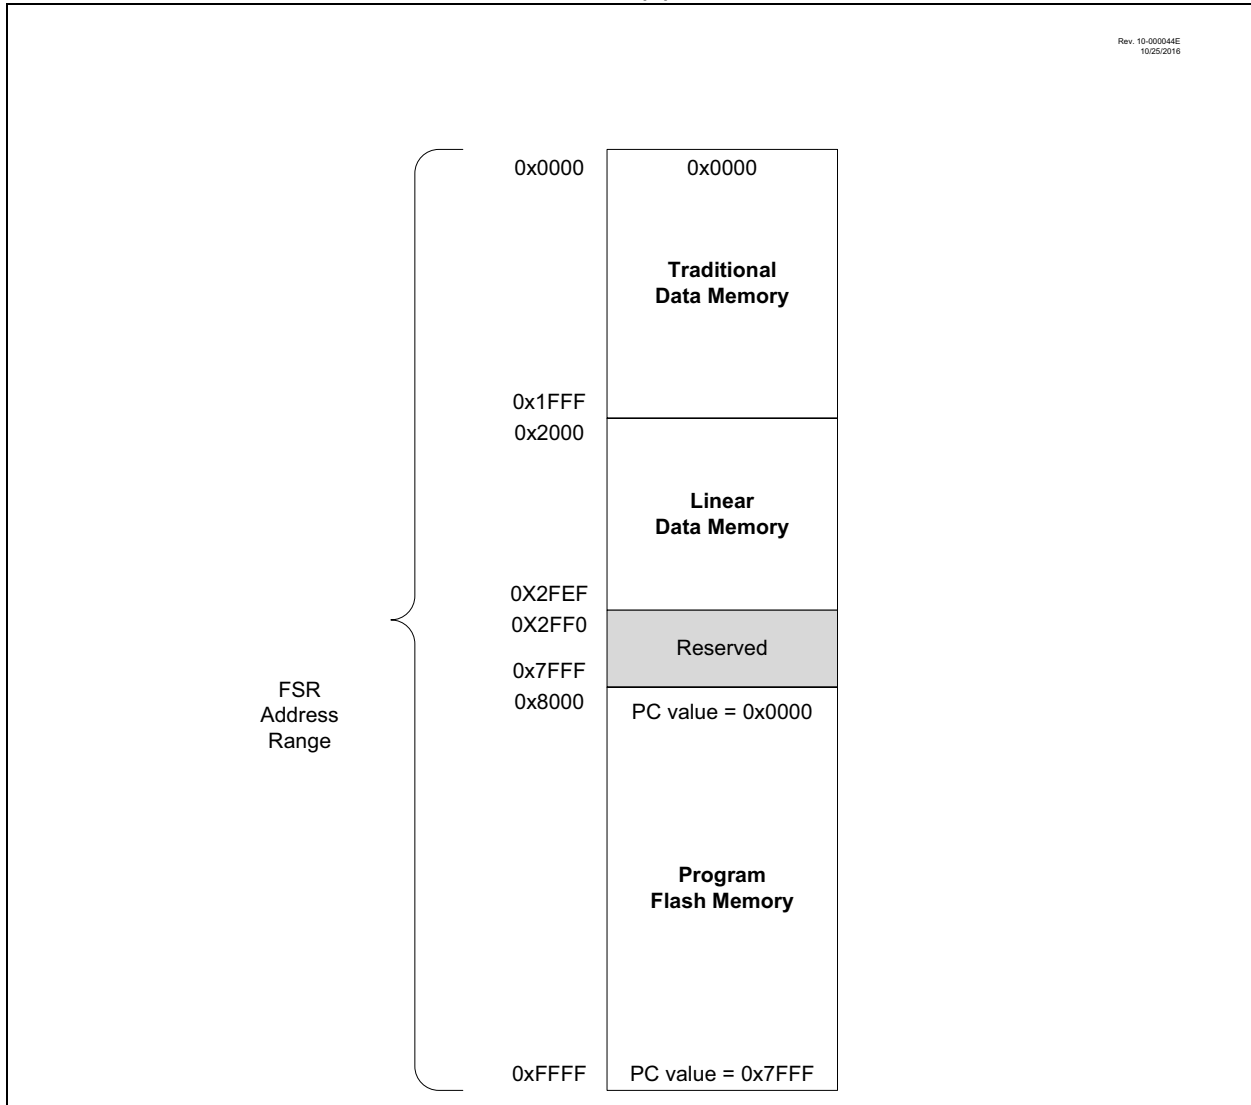 Rev. 10-000044E
10/25/2016
0x0000
0x0000
Traditional
Data Memory
0x1FFF
0x2000
Linear
Data Memory
0X2FEF
0X2FF0
Reserved
0x7FFF
0x8000
PC value = 0x0000
FSR
Address
Range
Program
Flash Memory
0xFFFF
PC value = 0x7FFF